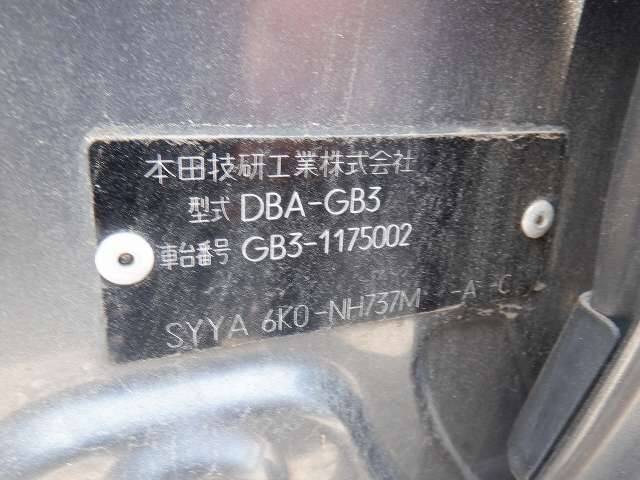 本田技研工業株式会社
型式 DBA-GB3
車台番号 GB3-1175002
SYYA 6K0-NH737M -A -C